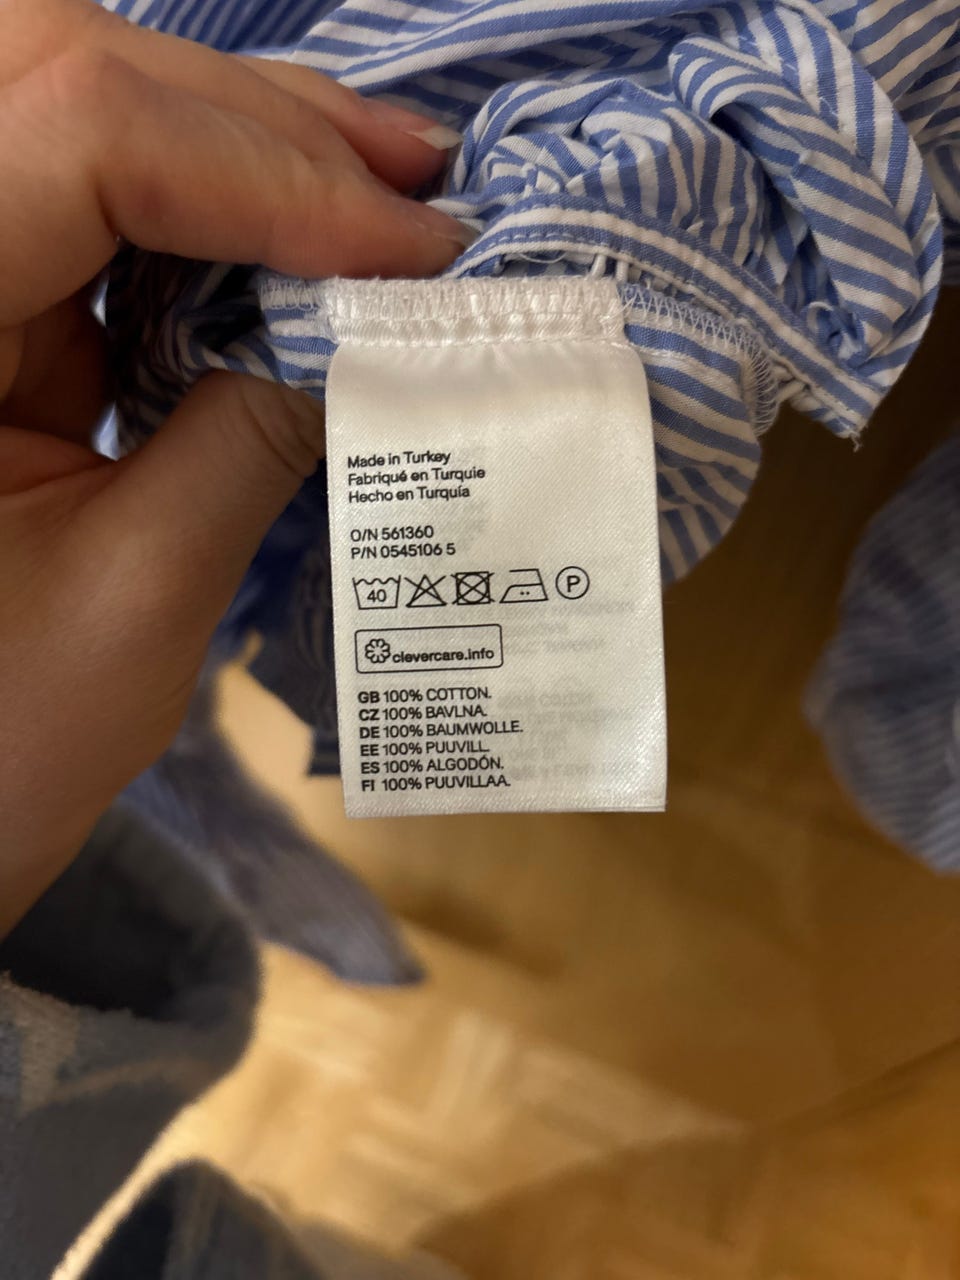 Made in Turkey
Fabriqué en Turquie
Hecho en Turquía
O/N 561360
P/N 0545106 5
40 P
clevercare.info
GB 100% COTTON.
CZ 100% BAVLNA.
DE 100% BAUMWOLLE.
EE 100% PUUVILL.
ES 100% ALGODÓN.
FI 100% PUUVILLAA.